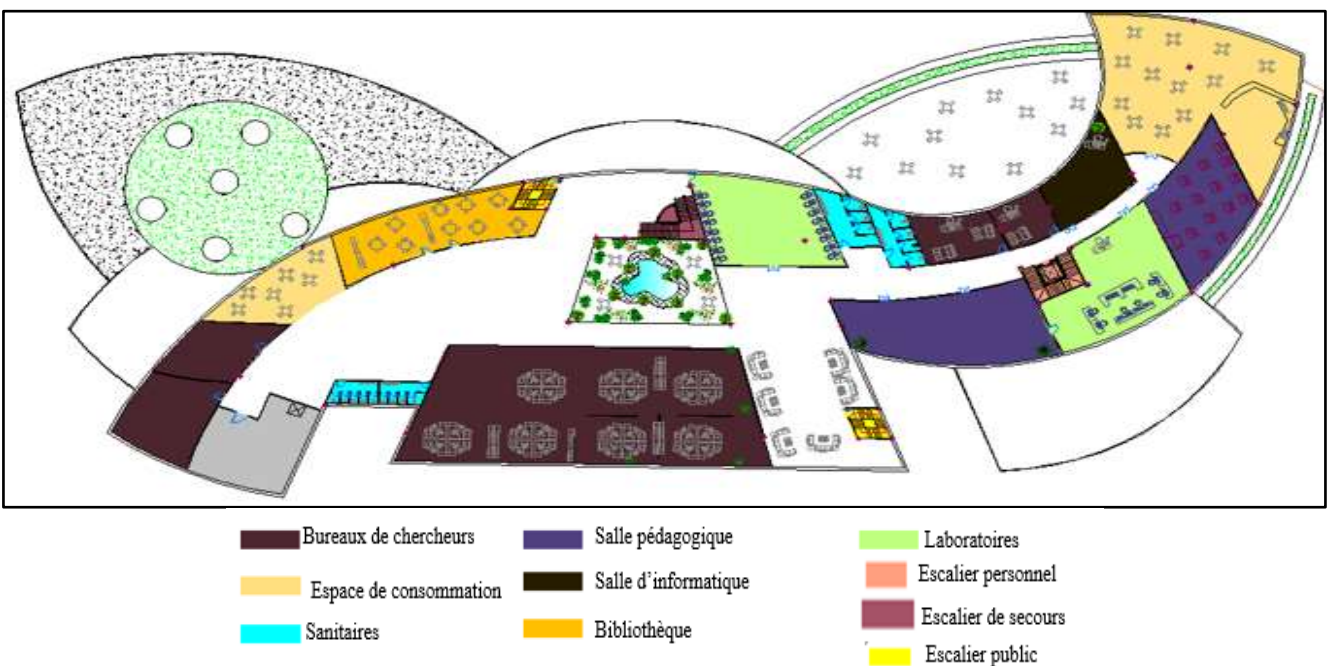 Bureaux de chercheurs
Salle pédagogique
Laboratoires
Espace de consommation
Salle d’informatique
Escalier personnel
Sanitaires
Bibliothèque
Escalier de secours
Escalier public